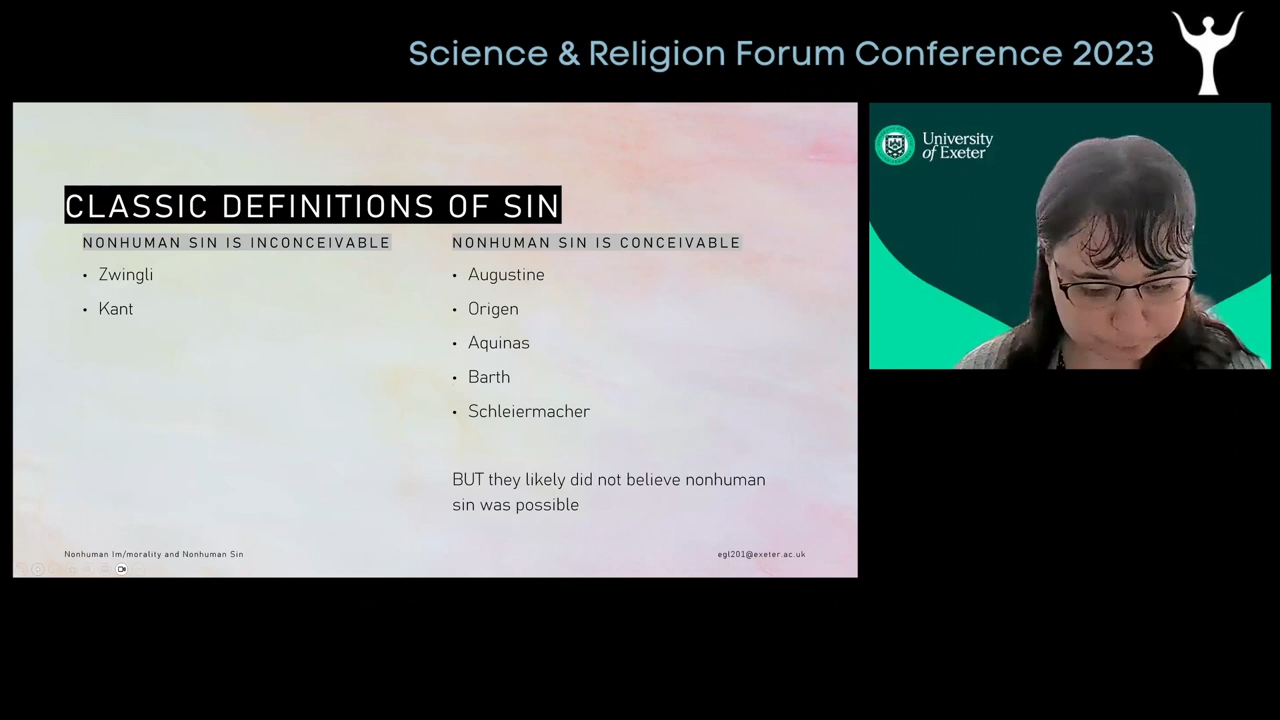 Science & Religion Forum Conference 2023
University
of Exeter
CLASSIC DEFINITIONS OF SIN
NONHUMAN SIN IS INCONCEIVABLE
• Zwingli
• Kant
NONHUMAN SIN IS CONCEIVABLE
• Augustine
• Origen
• Aquinas
• Barth
• Schleiermacher
BUT they likely did not believe nonhuman
sin was possible
Nonhuman Im/morality and Nonhuman Sin
egl201@exeter.ac.uk